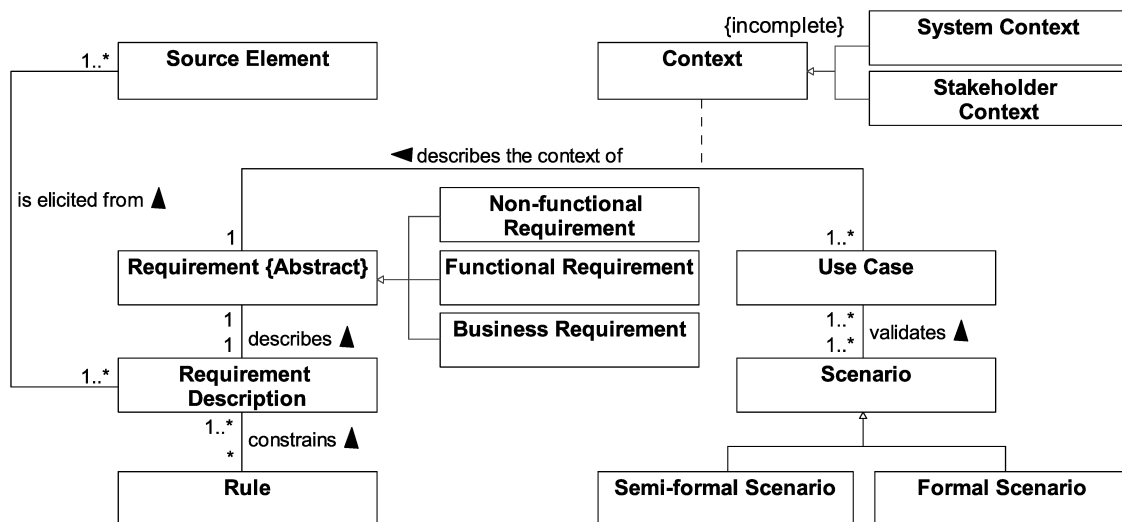 {incomplete}
System Context
1..*
Source Element
Context
Stakeholder
Context
◄ describes the context of
is elicited from ▲
Non-functional
Requirement
1
1..*
Requirement {Abstract}
Functional Requirement
Use Case
1
describes ▲
1
Business Requirement
1..*
validates ▲
1..*
1..*
Requirement
Description
Scenario
1..*
constrains ▲
*
Rule
Semi-formal Scenario
Formal Scenario